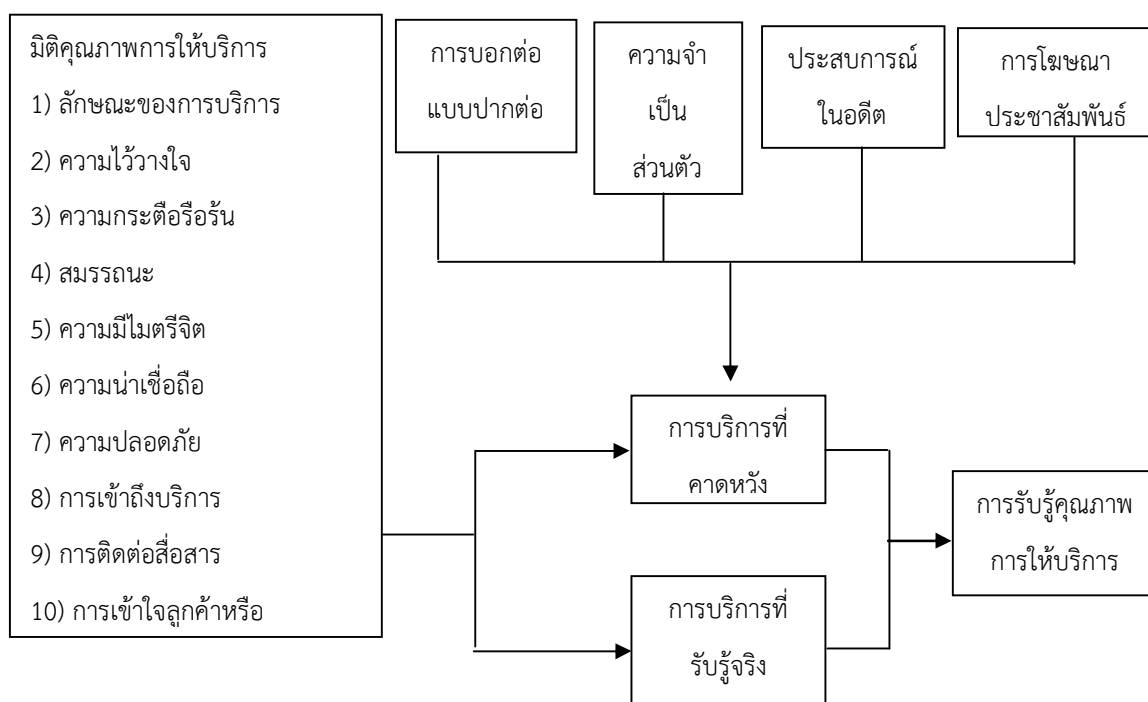 มิติคุณภาพการให้บริการ
1) ลักษณะของการบริการ
2) ความไว้วางใจ
3) ความกระตือรือร้น
4) สมรรถนะ
5) ความมีไมตรีจิต
6) ความน่าเชื่อถือ
7) ความปลอดภัย
8) การเข้าถึงบริการ
9) การติดต่อสื่อสาร
10) การเข้าใจลูกค้าหรือ
การบอกต่อ
แบบปากต่อ
ความจำ
เป็น
ส่วนตัว
ประสบการณ์
ในอดีต
การโฆษณา
ประชาสัมพันธ์
การบริการที่
คาดหวัง
การบริการที่
รับรู้จริง
การรับรู้คุณภาพ
การให้บริการ